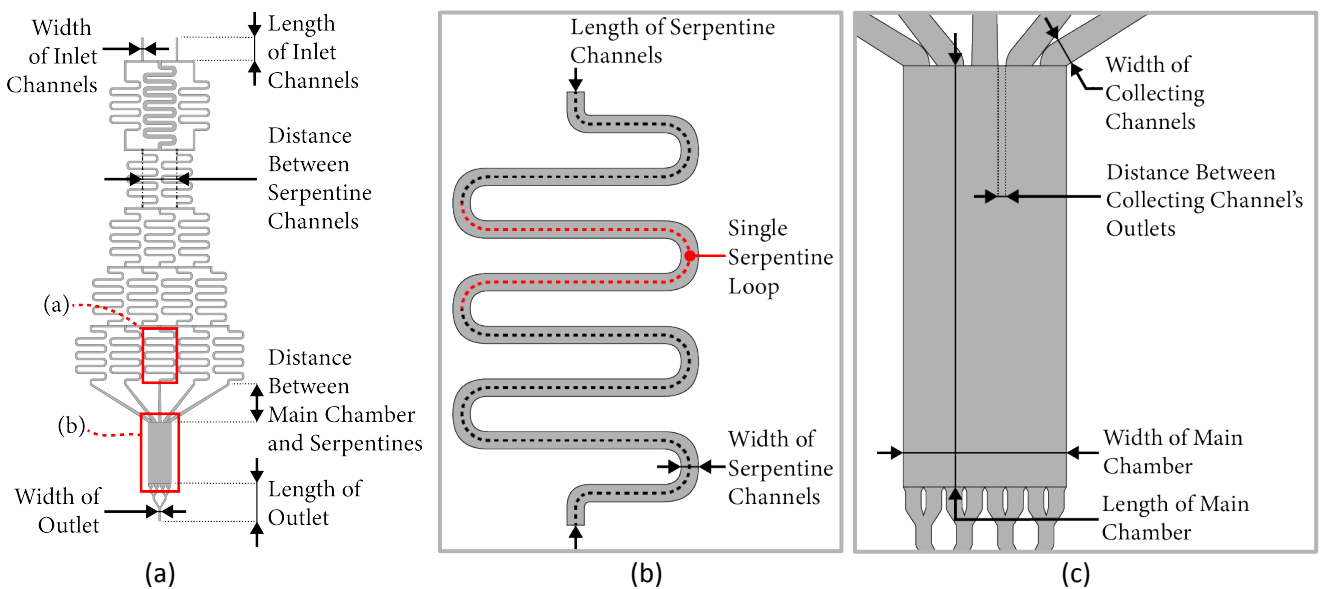 Width
of Inlet
Channels
Length
of Inlet
Channels
Distance
Between
Serpentine
Channels
(a)
Distance
Between
Main Chamber
and Serpentines
(b)
Width of
Outlet
Length of
Outlet
(a)
Length of Serpentine
Channels
Single
Serpentine
Loop
Width of
Serpentine
Channels
(b)
Width of
Collecting
Channels
Distance Between
Collecting Channel's
Outlets
Width of Main
Chamber
Length of Main
Chamber
(c)